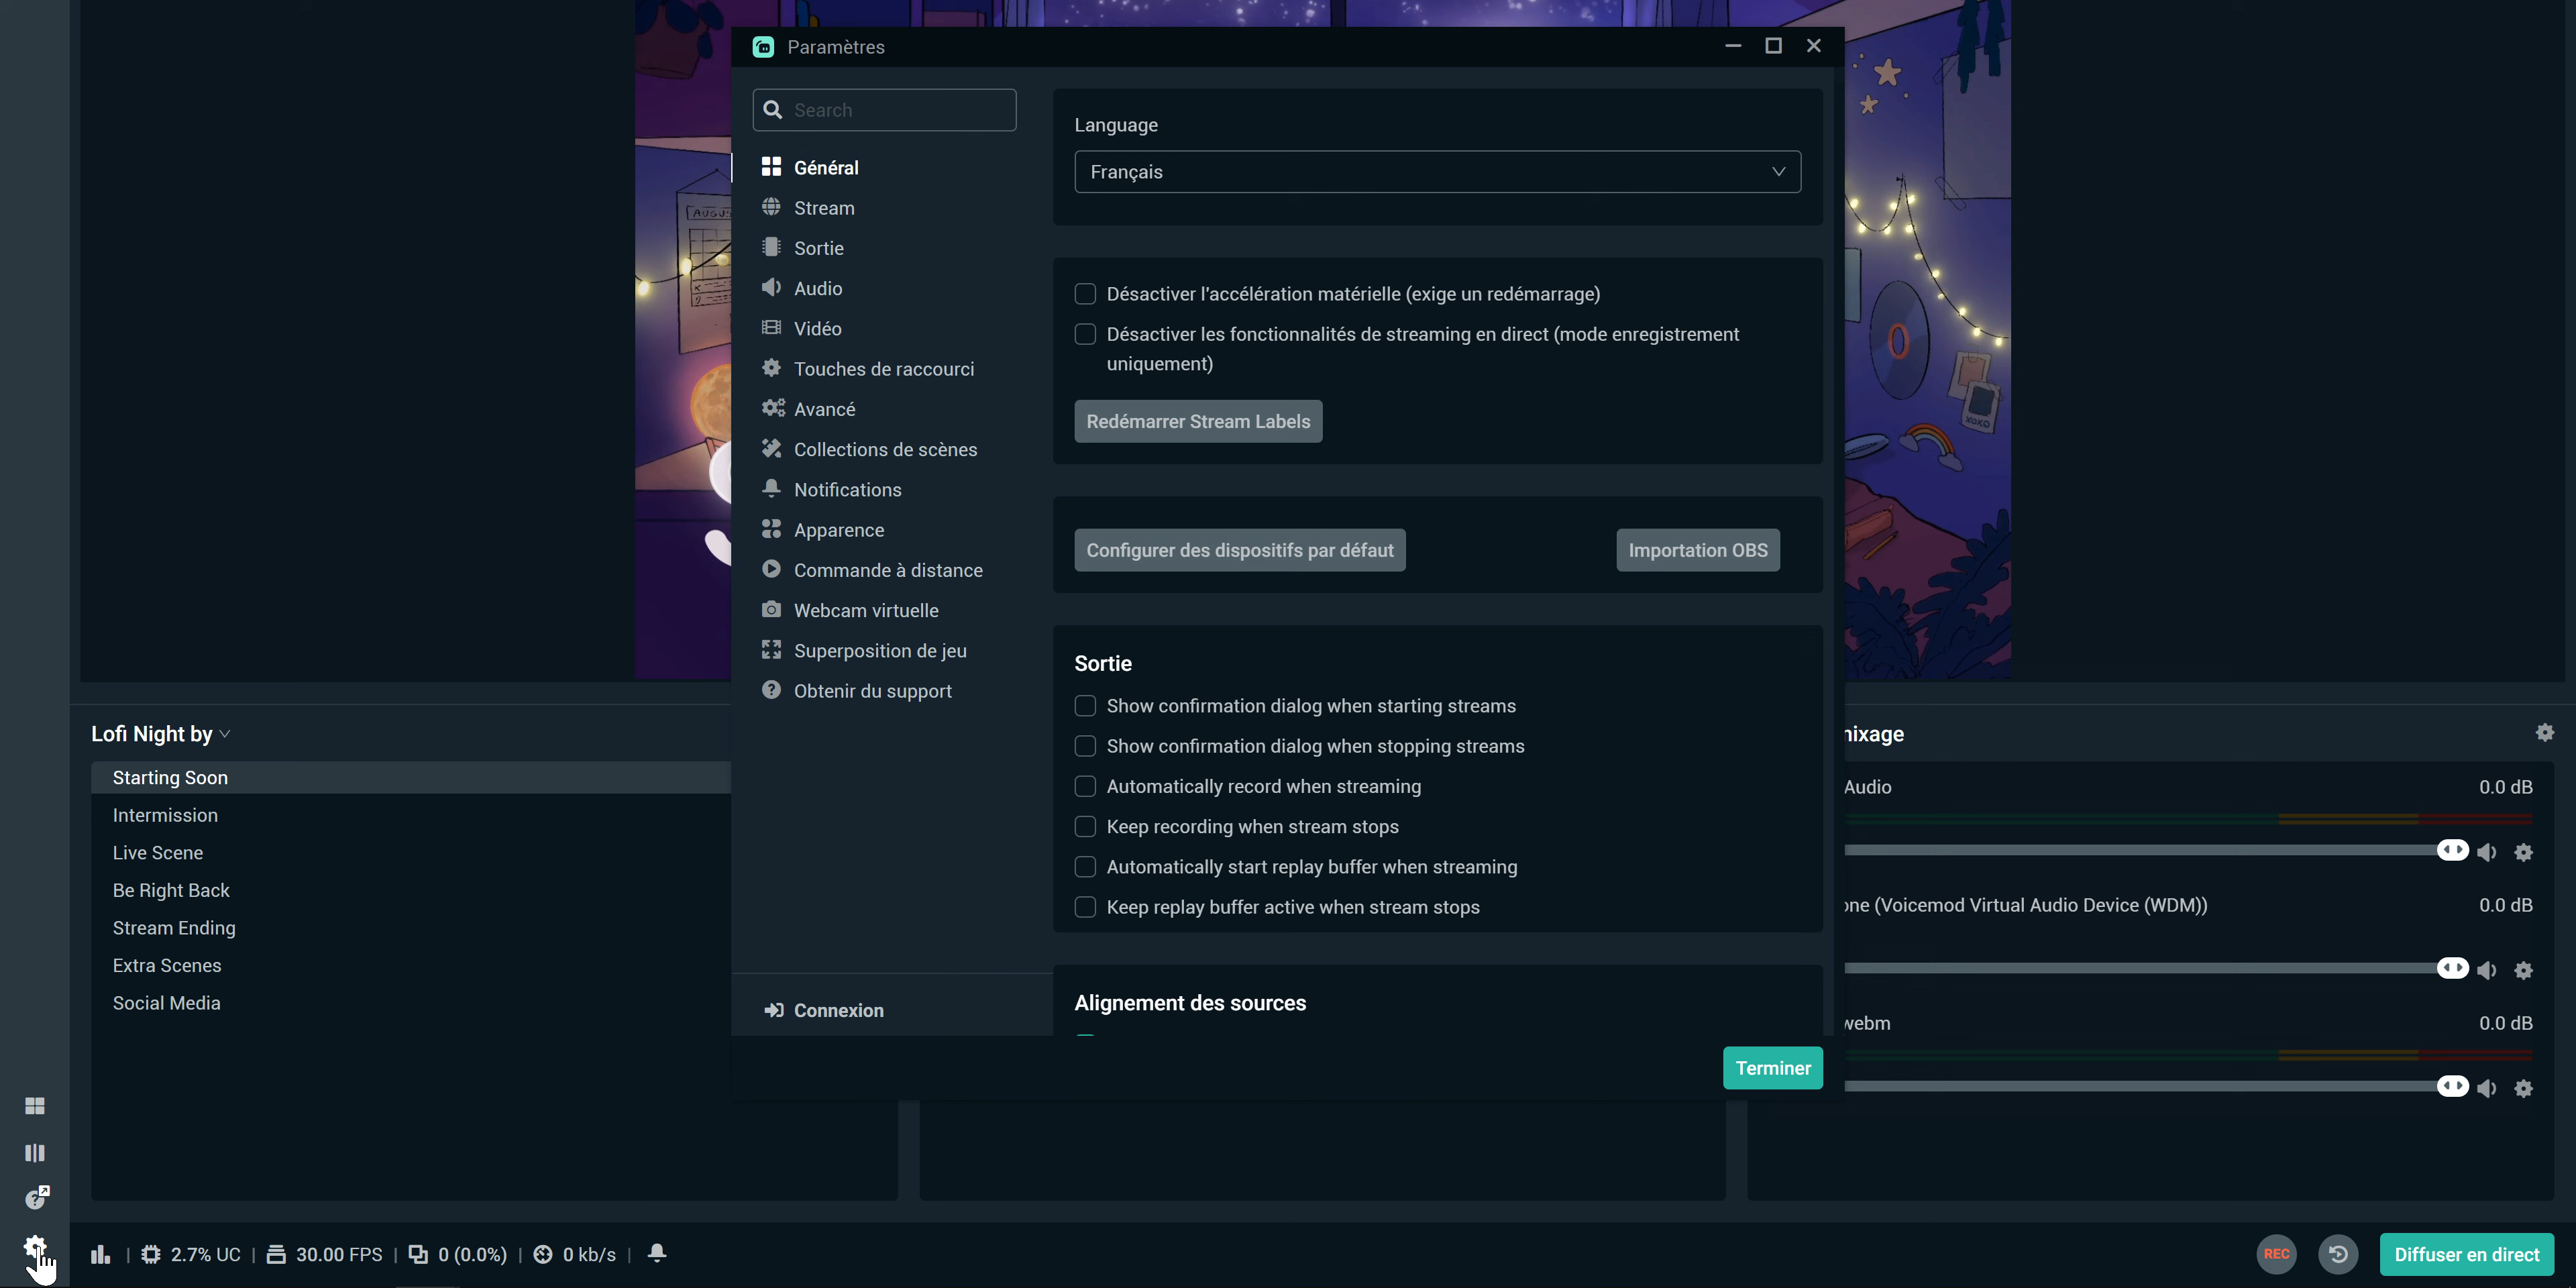 Paramètres
Search
Général
Stream
Sortie
Audio
Vidéo
Touches de raccourci
Avancé
Collections de scènes
Notifications
Apparence
Commande à distance
Webcam virtuelle
Superposition de jeu
Obtenir du support
Connexion
Language
Français
Désactiver l'accélération matérielle (exige un redémarrage)
Désactiver les fonctionnalités de streaming en direct (mode enregistrement
uniquement)
Redémarrer Stream Labels
Configurer des dispositifs par défaut
Importation OBS
Sortie
Show confirmation dialog when starting streams
Show confirmation dialog when stopping streams
Automatically record when streaming
Keep recording when stream stops
Automatically start replay buffer when streaming
Keep replay buffer active when stream stops
Alignement des sources
Terminer
AUGUS
XOXO
Lofi Night by
Starting Soon
Intermission
Live Scene
Be Right Back
Stream Ending
Extra Scenes
Social Media
ixage
Audio 0.0 dB
ne (Voicemod Virtual Audio Device (WDM)) 0.0 dB
webm 0.0 dB
2.7% UC
30.00 FPS
0 (0.0%)
0 kb/s
REC
Diffuser en direct